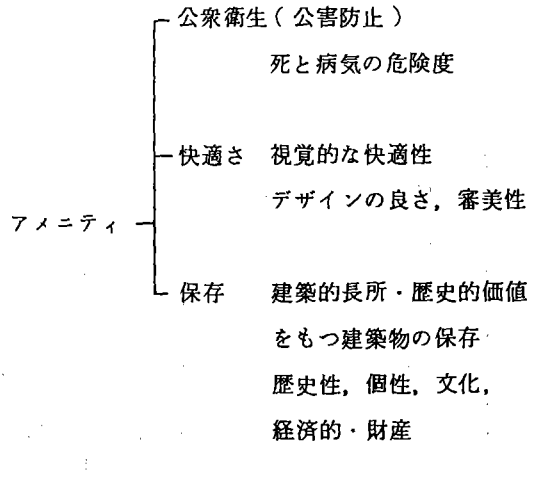 公衆衛生(公害防止)
死と病気の危険度
快適さ 視覚的な快適性
デザインの良さ,審美性
アメニティ
保存 建築的長所・歴史的価値
をもつ建築物の保存
歴史性,個性,文化,
経済的・財産